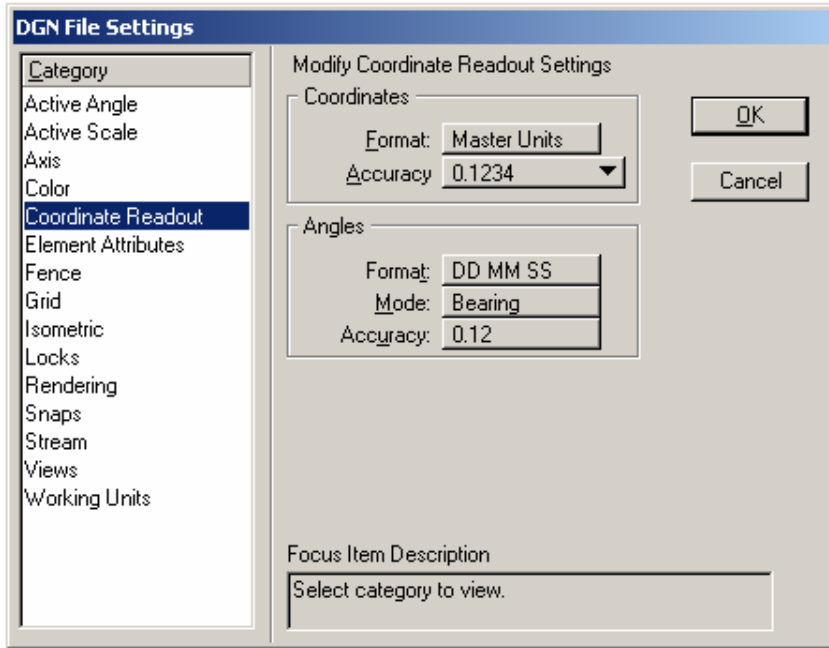 DGN File Settings
Category
Active Angle
Active Scale
Axis
Color
Coordinate Readout
Element Attributes
Fence
Grid
Isometric
Locks
Rendering
Snaps
Stream
Views
Working Units
Modify Coordinate Readout Settings
Coordinates
Format: Master Units
Accuracy 0.1234
Angles
Format: DD MM SS
Mode: Bearing
Accuracy: 0.12
OK
Cancel
Focus Item Description
Select category to view.